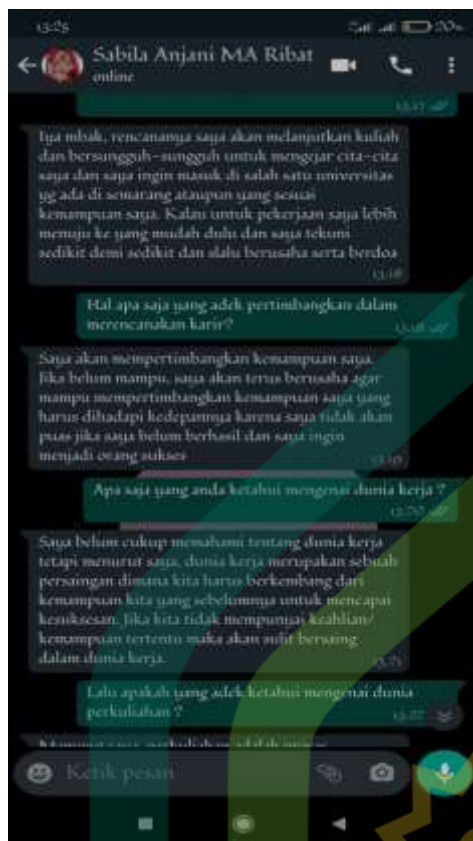 13:25
Sabila Anjani MA Ribat
online
13.17
Iya mbak, rencananya saya akan melanjutkan kuliah
dan bersungguh-sungguh untuk mengejar cita-cita
saya dan saya ingin masuk di salah satu universitas
yg ada di semarang ataupun yang sesuai
kemampuan saya. Kalau untuk pekerjaan saya lebih
menuju ke yang mudah dulu dan saya tekuni
sedikit demi sedikit dan slalu berusaha serta berdoa
13.18
Hal apa saja yang adek pertimbangkan dalam
merencanakan karir?
Saya akan mempertimbangkan kemampuan saya.
Jika belum mampu, saya akan terus berusaha agar
mampu mempertimbangkan kemampuan saya yang
harus dihadapi kedepannya karena saya tidak akan
puas jika saya belum berhasil dan saya ingin
menjadi orang sukses
Apa saja yang anda ketahui mengenai dunia kerja ?
Saya belum cukup memahami tentang dunia kerja
tetapi menurut saya, dunia kerja merupakan sebuah
persaingan dimana kita harus berkembang dari
kemampuan kita yang sebelumnya untuk mencapai
kesuksesan. Jika kita tidak mempunyai keahlian/
kemampuan tertentu maka akan sulit bersaing
dalam dunia kerja.
Lalu apakah yang adek ketahui mengenai dunia
perkuliahan ?
Menurut saya, perkuliahan adalah
Ketik pesan